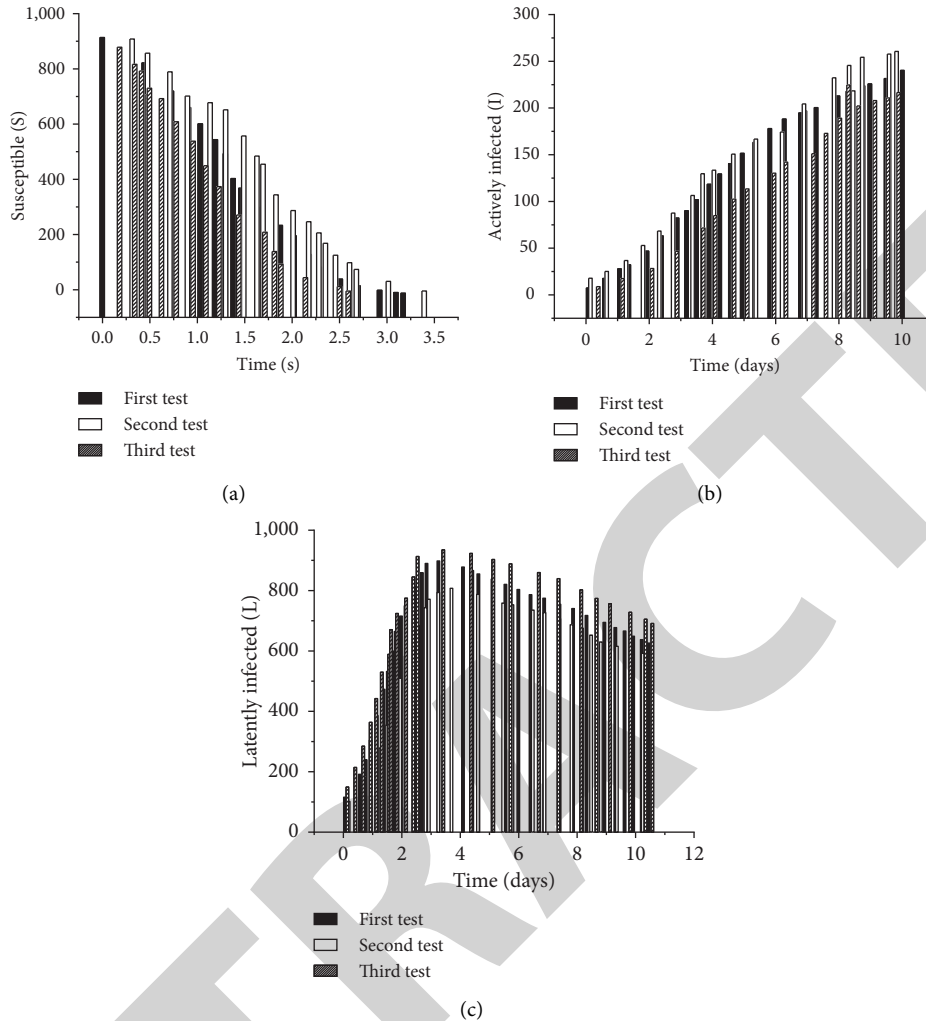 1,000
800
600
400
200
0
Susceptible (S)
0.0 0.5 1.0 1.5 2.0 2.5 3.0 3.5
Time (s)
First test
Second test
Third test
(a)
300
250
200
150
100
50
0
Actively infected (I)
0 2 4 6 8 10
Time (days)
First test
Second test
Third test
(b)
1,000
800
600
400
200
0
Latently infected (L)
0 2 4 6 8 10 12
Time (days)
First test
Second test
Third test
(c)
TRACTE